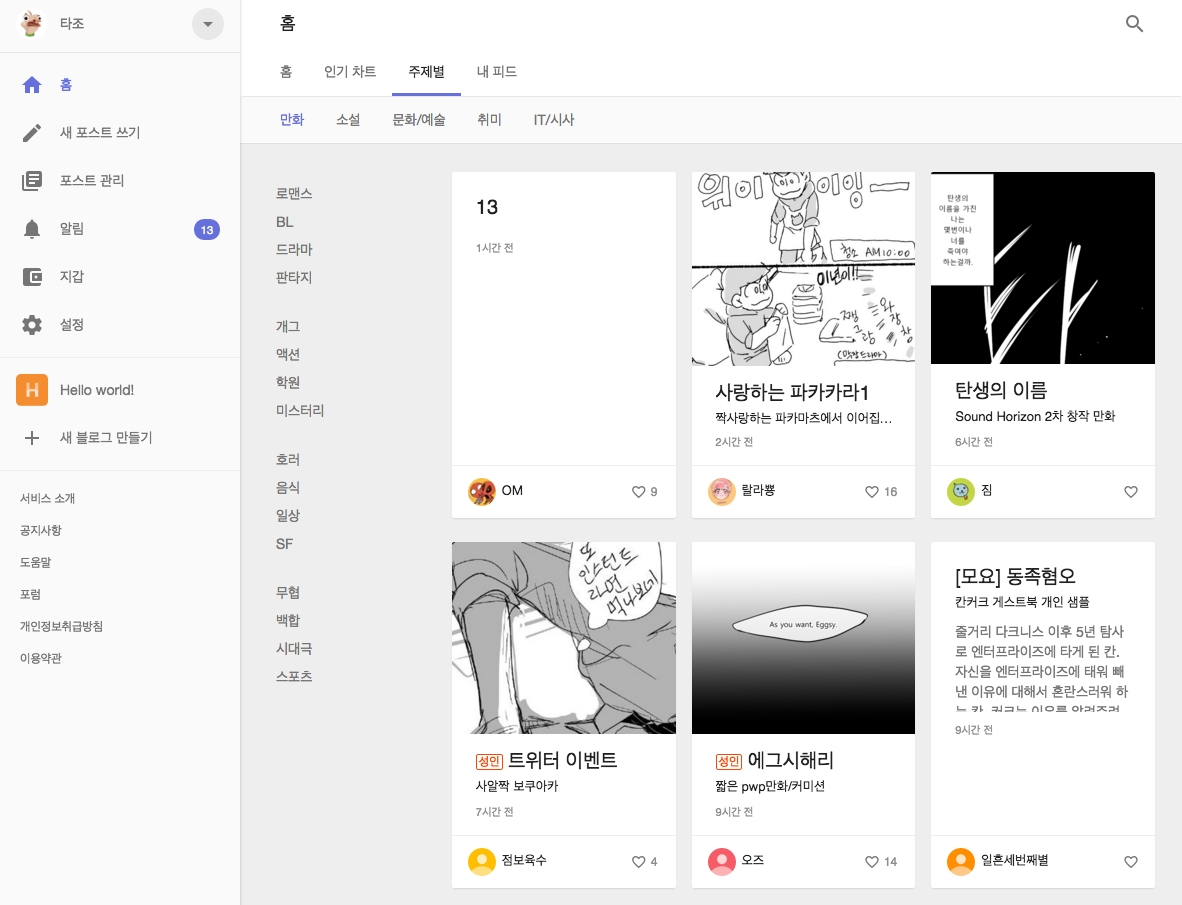 타조
홈
새 포스트 쓰기
포스트 관리
알림
13
지갑
설정
H
Hello world!
새 블로그 만들기
서비스 소개
공지사항
도움말
포럼
개인정보취급방침
이용약관
홈
홈
인기 차트
주제별
내 피드
만화
소설
문화/예술
취미
IT/시사
로맨스
BL
드라마
판타지
개그
액션
학원
미스터리
호러
음식
일상
SF
무협
백합
시대극
스포츠
13
1시간 전
OM
9
위이이잉一
청소 AM10:00
이년이!!
쨍
그랑
와장창
(막장드라마)
사랑하는 파카카라1
짝사랑하는 파카마츠에서 이어집…
2시간 전
랄라뿅
16
탄생의
이름을 가진
나는
몇번이나
너를
죽여야
하는걸까.
탄생의 이름
Sound Horizon 2차 창작 만화
6시간 전
짐
또
인스턴트
라면
먹나보네
성인 트위터 이벤트
사알짝 보쿠아카
7시간 전
점보육수
4
As you want, Eggsy.
성인 에그시해리
짧은 pwp만화/커미션
9시간 전
오즈
14
[모요] 동족혐오
칸커크 게스트북 개인 샘플
줄거리 다크니스 이후 5년 탐사
로 엔터프라이즈에 타게 된 칸.
자신을 엔터프라이즈에 태워 빼
낸 이유에 대해서 혼란스러워 하
는 칸. 커크는 이유를 알려주려
9시간 전
일흔세번째별